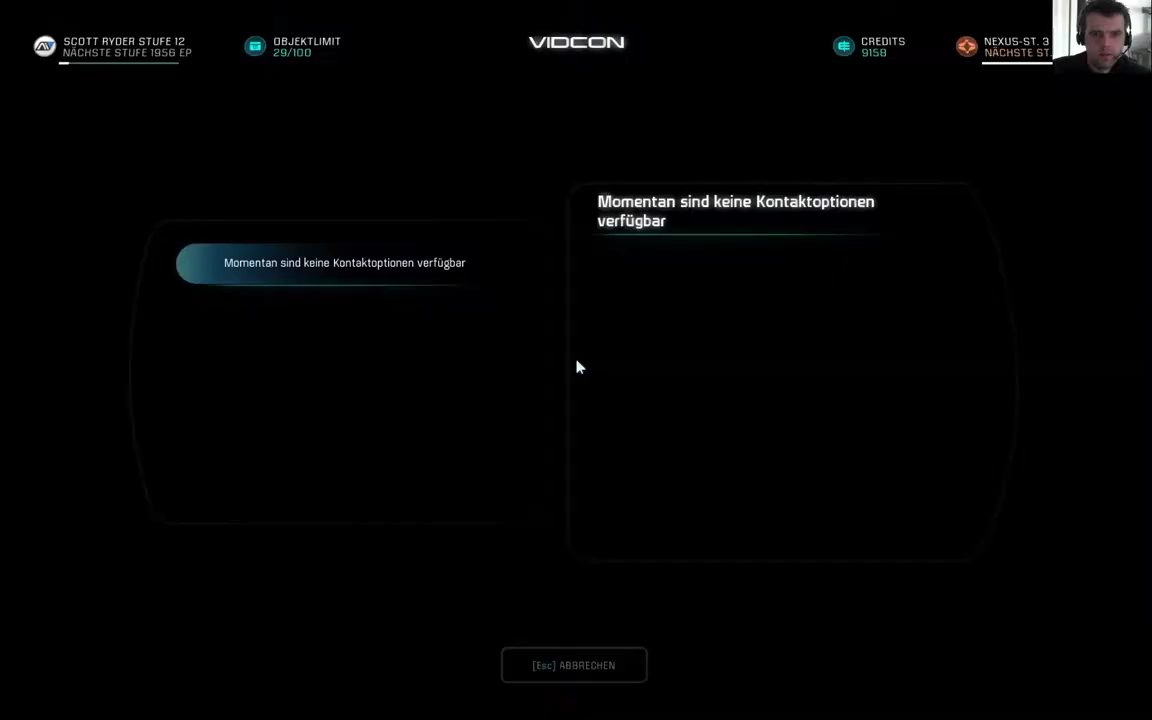 SCOTT RYDER STUFE 12
NÄCHSTE STUFE 1956 EP
OBJEKTLIMIT
29/100
VIDCON
CREDITS
9158
NEXUS-ST. 3
NÄCHSTE ST.
Momentan sind keine Kontaktoptionen
verfügbar
Momentan sind keine Kontaktoptionen verfügbar
[Esc] ABBRECHEN